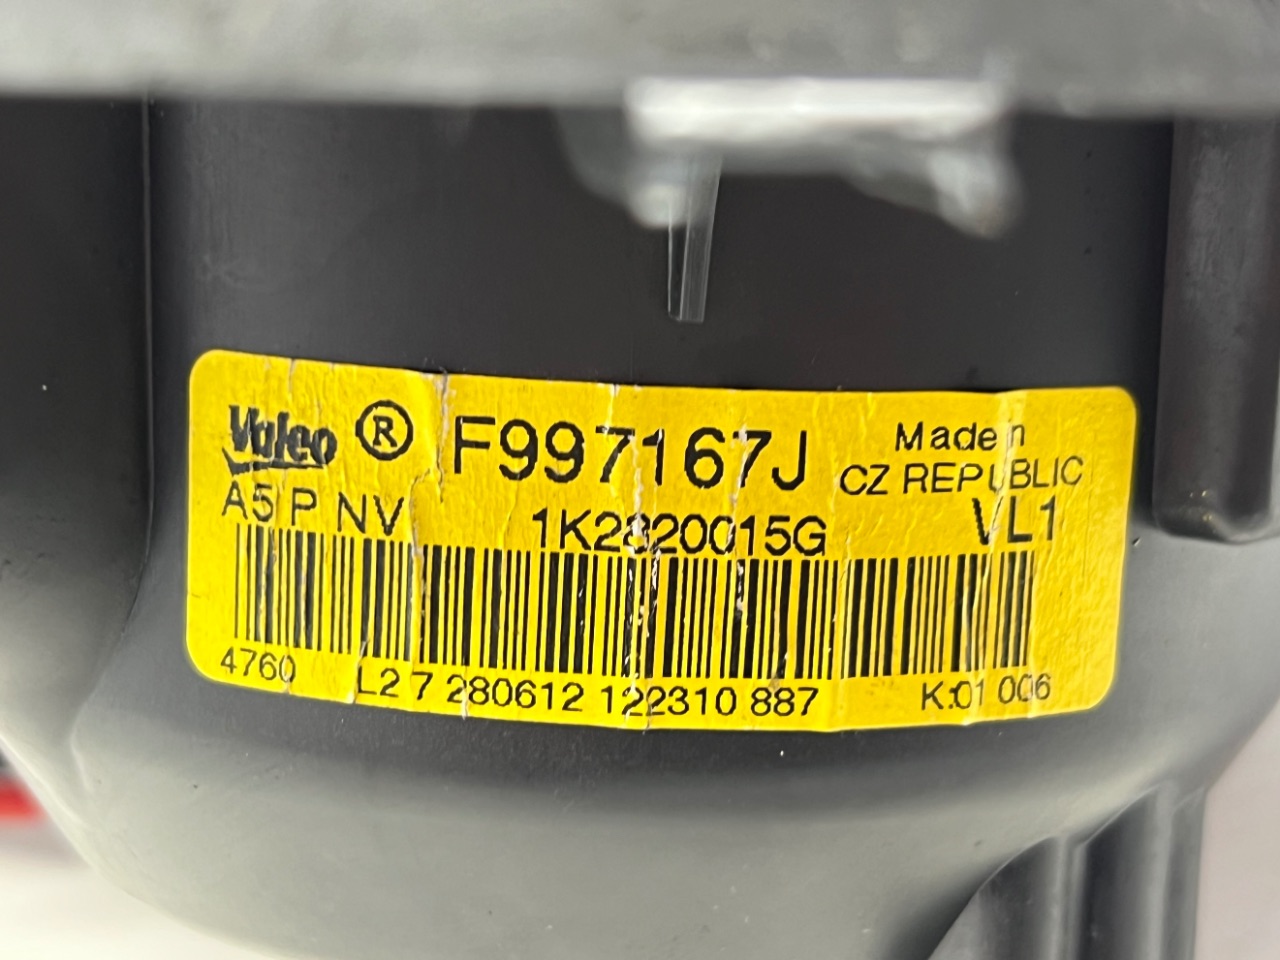 Valeo ® F997167J Made in
CZ REPUBLIC
A5 P NV 1K2820015G VL1
4760 L2 7 280612 122310 887 K:01 006